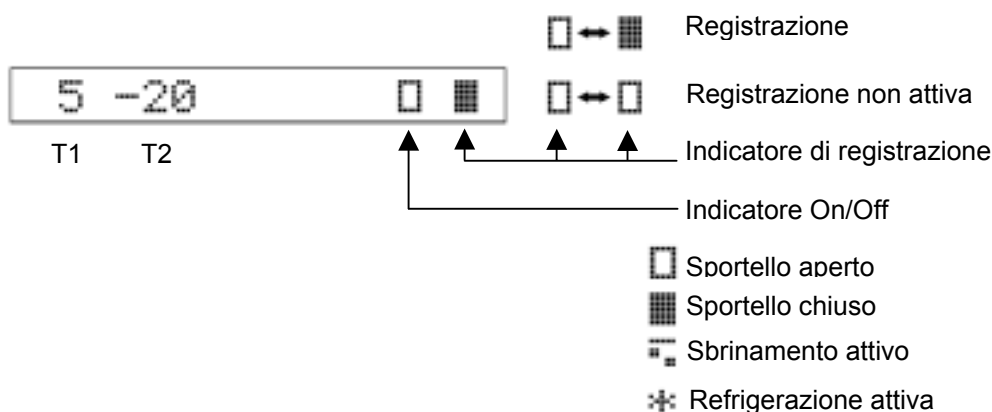 Registrazione
5 -20
Registrazione non attiva
T1 T2
Indicatore di registrazione
Indicatore On/Off
Sportello aperto
Sportello chiuso
Sbrinamento attivo
Refrigerazione attiva